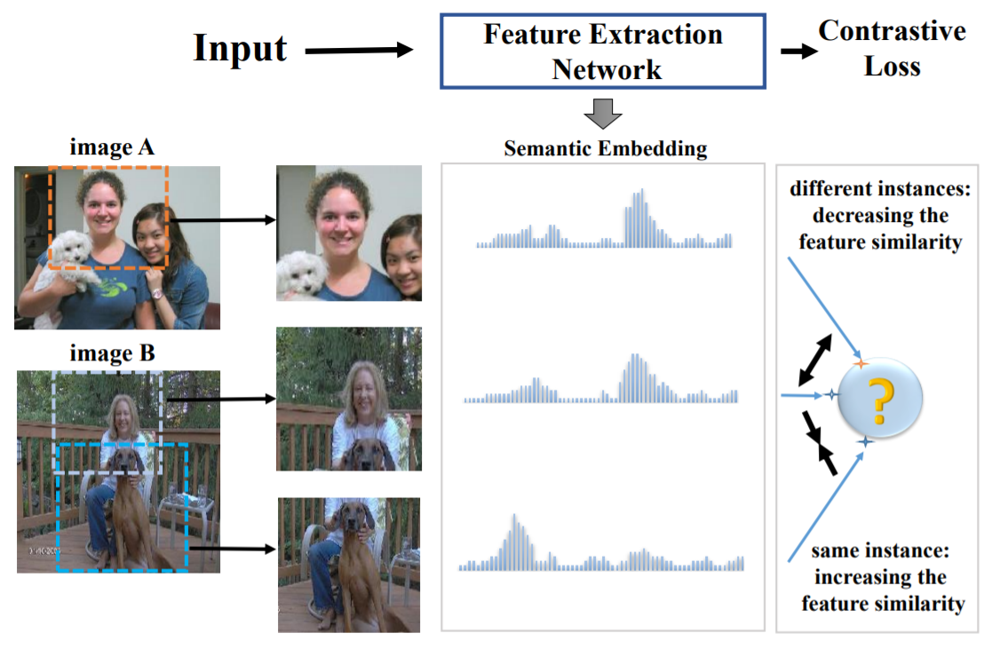 Input
Feature Extraction
Network
Contrastive
Loss
Semantic Embedding
image A
image B
different instances:
decreasing the
feature similarity
?
same instance:
increasing the
feature similarity